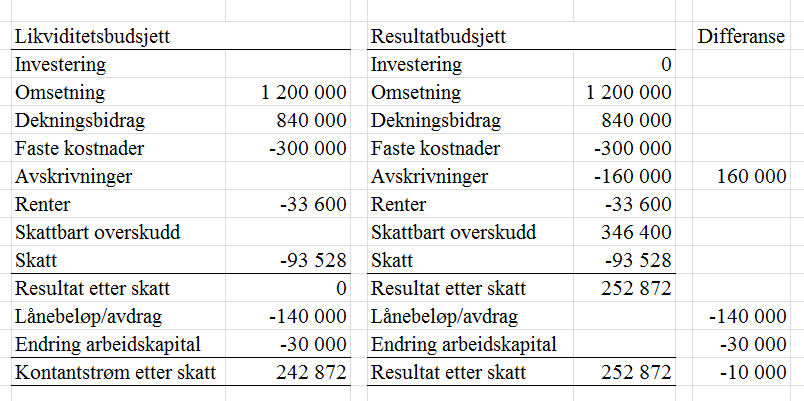 Likviditetsbudsjett Resultatbudsjett Differanse
Investering Investering 0
Omsetning 1 200 000 Omsetning 1 200 000
Dekningsbidrag 840 000 Dekningsbidrag 840 000
Faste kostnader -300 000 Faste kostnader -300 000
Avskrivninger Avskrivninger -160 000 160 000
Renter -33 600 Renter -33 600
Skattbart overskudd Skattbart overskudd 346 400
Skatt -93 528 Skatt -93 528
Resultat etter skatt 0 Resultat etter skatt 252 872
Lånebeløp/avdrag -140 000 Lånebeløp/avdrag -140 000
Endring arbeidskapital -30 000 Endring arbeidskapital -30 000
Kontantstrøm etter skatt 242 872 Resultat etter skatt 252 872 -10 000